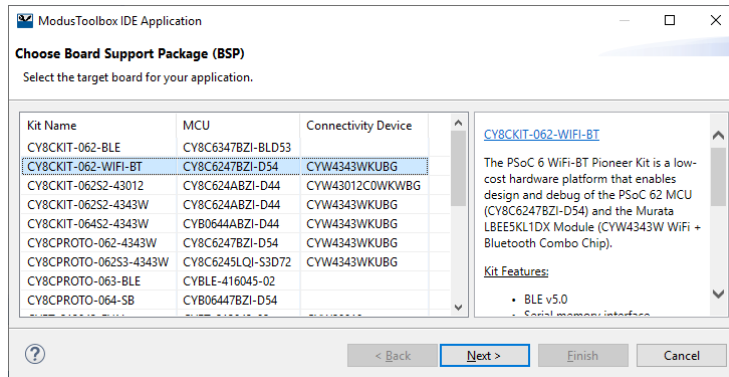 ModusToolbox IDE Application
Choose Board Support Package (BSP)
Select the target board for your application.
Kit Name MCU Connectivity Device
CY8CKIT-062-BLE CY8C6347BZI-BLD53
CY8CKIT-062-WIFI-BT CY8C6247BZI-D54 CYW4343WKUBG
CY8CKIT-062S2-43012 CY8C624ABZI-D44 CYW43012C0WKWBG
CY8CKIT-062S2-4343W CY8C624ABZI-D44 CYW4343WKUBG
CY8CKIT-064S2-4343W CYB0644ABZI-D44 CYW4343WKUBG
CY8CPROTO-062-4343W CY8C6247BZI-D54 CYW4343WKUBG
CY8CPROTO-062S3-4343W CY8C6245LQI-S3D72 CYW4343WKUBG
CY8CPROTO-063-BLE CYBLE-416045-02
CY8CPROTO-064-SB CYB06447BZI-D54
CY8CKIT-062-WIFI-BT
The PSoC 6 WiFi-BT Pioneer Kit is a low-
cost hardware platform that enables
design and debug of the PSoC 62 MCU
(CY8C6247BZI-D54) and the Murata
LBEE5KL1DX Module (CYW4343W WiFi +
Bluetooth Combo Chip).
Kit Features:
• BLE v5.0
• Serial memory interface
? < Back Next > Finish Cancel